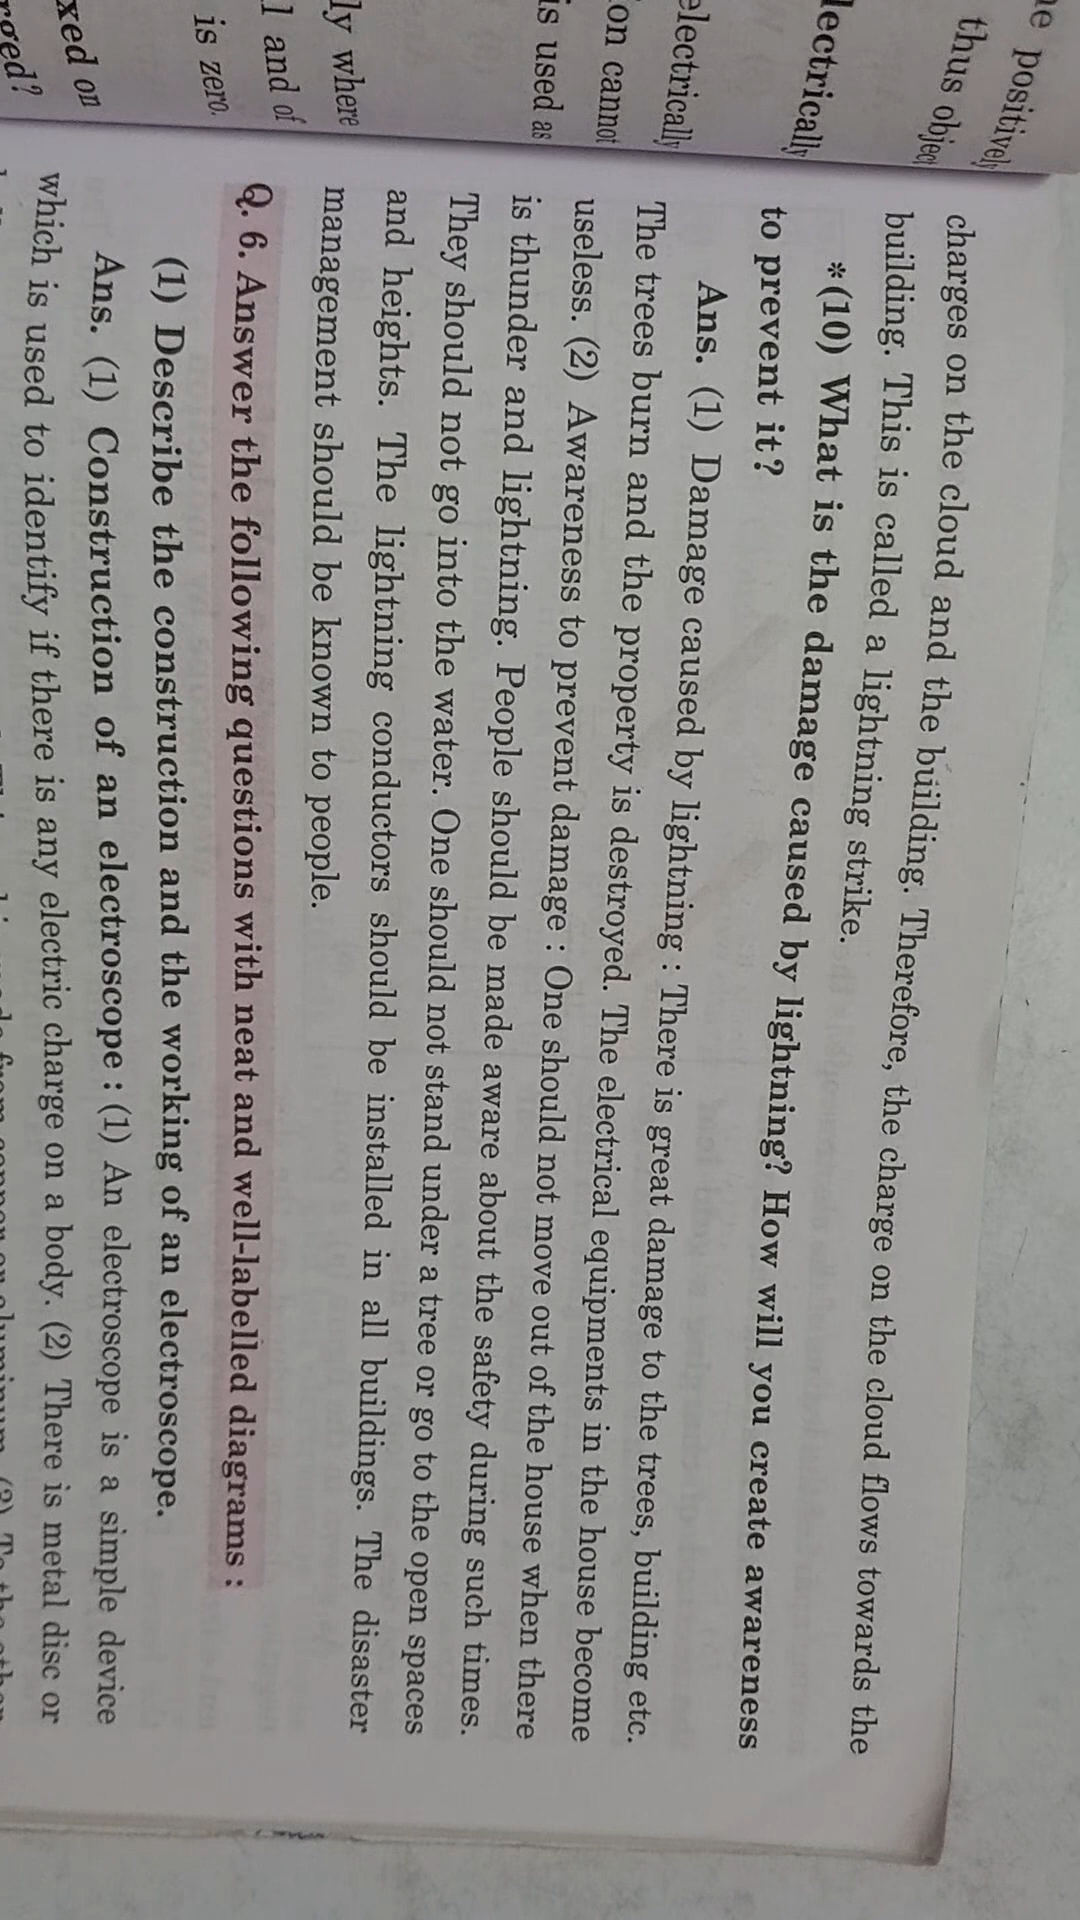 he positively
thus object
lectrically
electrically
on cannot
is used as
ly where
l and of
is zero.
xed on
rged?
charges on the cloud and the building. Therefore, the charge on the cloud flows towards the
building. This is called a lightning strike.
*(10) What is the damage caused by lightning? How will you create awareness
to prevent it?
Ans. (1) Damage caused by lightning : There is great damage to the trees, building etc.
The trees burn and the property is destroyed. The electrical equipments in the house become
useless. (2) Awareness to prevent damage : One should not move out of the house when there
is thunder and lightning. People should be made aware about the safety during such times.
They should not go into the water. One should not stand under a tree or go to the open spaces
and heights. The lightning conductors should be installed in all buildings. The disaster
management should be known to people.
Q. 6. Answer the following questions with neat and well-labelled diagrams :
(1) Describe the construction and the working of an electroscope.
Ans. (1) Construction of an electroscope : (1) An electroscope is a simple device
which is used to identify if there is any electric charge on a body. (2) There is metal disc or